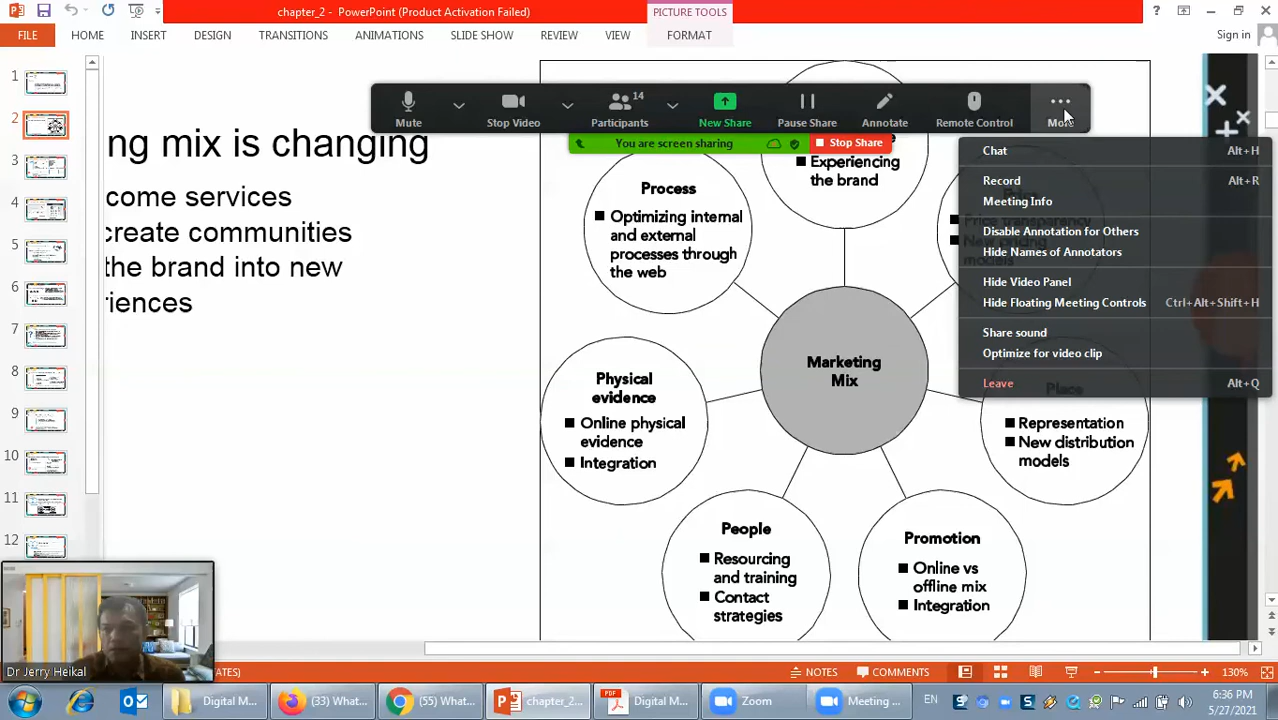 chapter_2 - PowerPoint (Product Activation Failed)
PICTURE TOOLS
?
FILE
HOME
INSERT
DESIGN
TRANSITIONS
ANIMATIONS
SLIDE SHOW
REVIEW
VIEW
FORMAT
Sign in
Mute
Stop Video
14
Participants
New Share
Pause Share
Annotate
Remote Control
More
You are screen sharing
Stop Share
Chat Alt+H
Record Alt+R
Meeting Info
Disable Annotation for Others
Hide Names of Annotators
Hide Video Panel
Hide Floating Meeting Controls Ctrl+Alt+Shift+H
Share sound
Optimize for video clip
Leave Alt+Q
1
2
3
4
5
6
7
8
9
10
11
12
ng mix is changing
come services
create communities
the brand into new
riences
■ Experiencing
the brand
Process
■ Optimizing internal
and external
processes through
the web
models
Marketing
Mix
Physical
evidence
■ Online physical
evidence
■ Integration
Place
■ Representation
■ New distribution
models
People
■ Resourcing
and training
■ Contact
strategies
Promotion
■ Online vs
offline mix
■ Integration
Dr Jerry Heikal
TATES)
NOTES
COMMENTS
130%
Digital M...
(33) What...
(55) What...
chapter_2...
Digital M...
Zoom
Meeting ...
EN
6:36 PM
5/27/2021